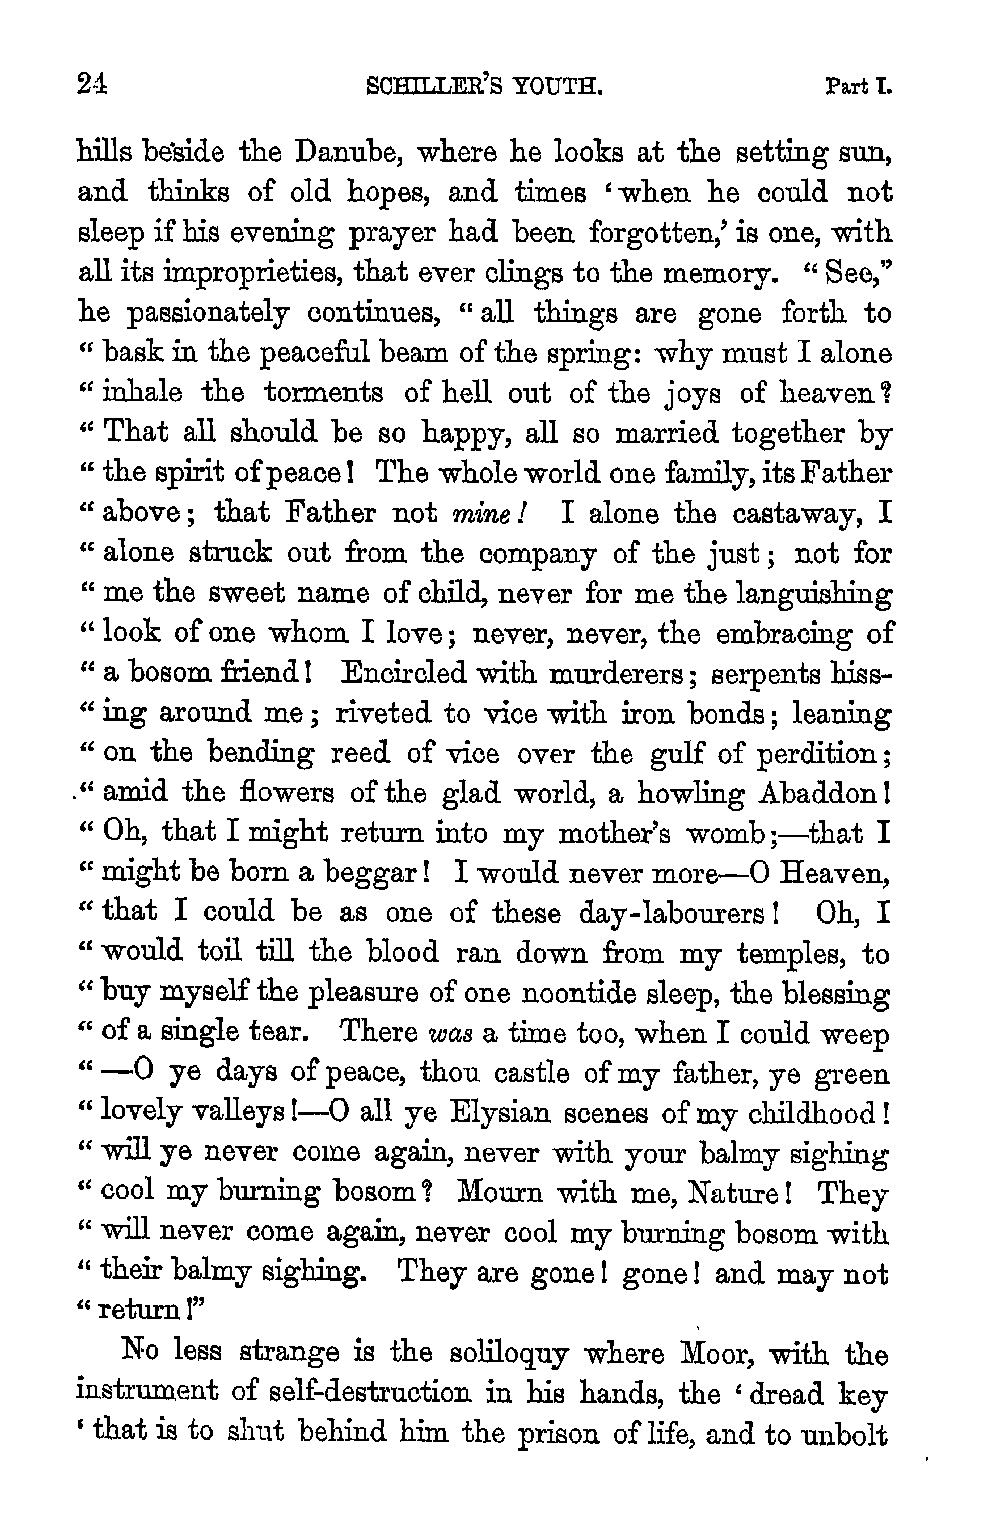 24 SCHILLER'S YOUTH. Part I.
hills beside the Danube, where he looks at the setting sun,
and thinks of old hopes, and times ‘when he could not
sleep if his evening prayer had been forgotten,’ is one, with
all its improprieties, that ever clings to the memory. “See,”
he passionately continues, “all things are gone forth to
“bask in the peaceful beam of the spring: why must I alone
“inhale the torments of hell out of the joys of heaven?
“That all should be so happy, all so married together by
“the spirit of peace! The whole world one family, its Father
“above; that Father not mine! I alone the castaway, I
“alone struck out from the company of the just; not for
“me the sweet name of child, never for me the languishing
“look of one whom I love; never, never, the embracing of
“a bosom friend! Encircled with murderers; serpents hiss-
“ing around me; riveted to vice with iron bonds; leaning
“on the bending reed of vice over the gulf of perdition;
“amid the flowers of the glad world, a howling Abaddon!
“Oh, that I might return into my mother's womb;—that I
“might be born a beggar! I would never more—O Heaven,
“that I could be as one of these day-labourers! Oh, I
“would toil till the blood ran down from my temples, to
“buy myself the pleasure of one noontide sleep, the blessing
“of a single tear. There was a time too, when I could weep
“—O ye days of peace, thou castle of my father, ye green
“lovely valleys!—O all ye Elysian scenes of my childhood!
“will ye never come again, never with your balmy sighing
“cool my burning bosom? Mourn with me, Nature! They
“will never come again, never cool my burning bosom with
“their balmy sighing. They are gone! gone! and may not
“return!”
No less strange is the soliloquy where Moor, with the
instrument of self-destruction in his hands, the ‘dread key
‘that is to shut behind him the prison of life, and to unbolt